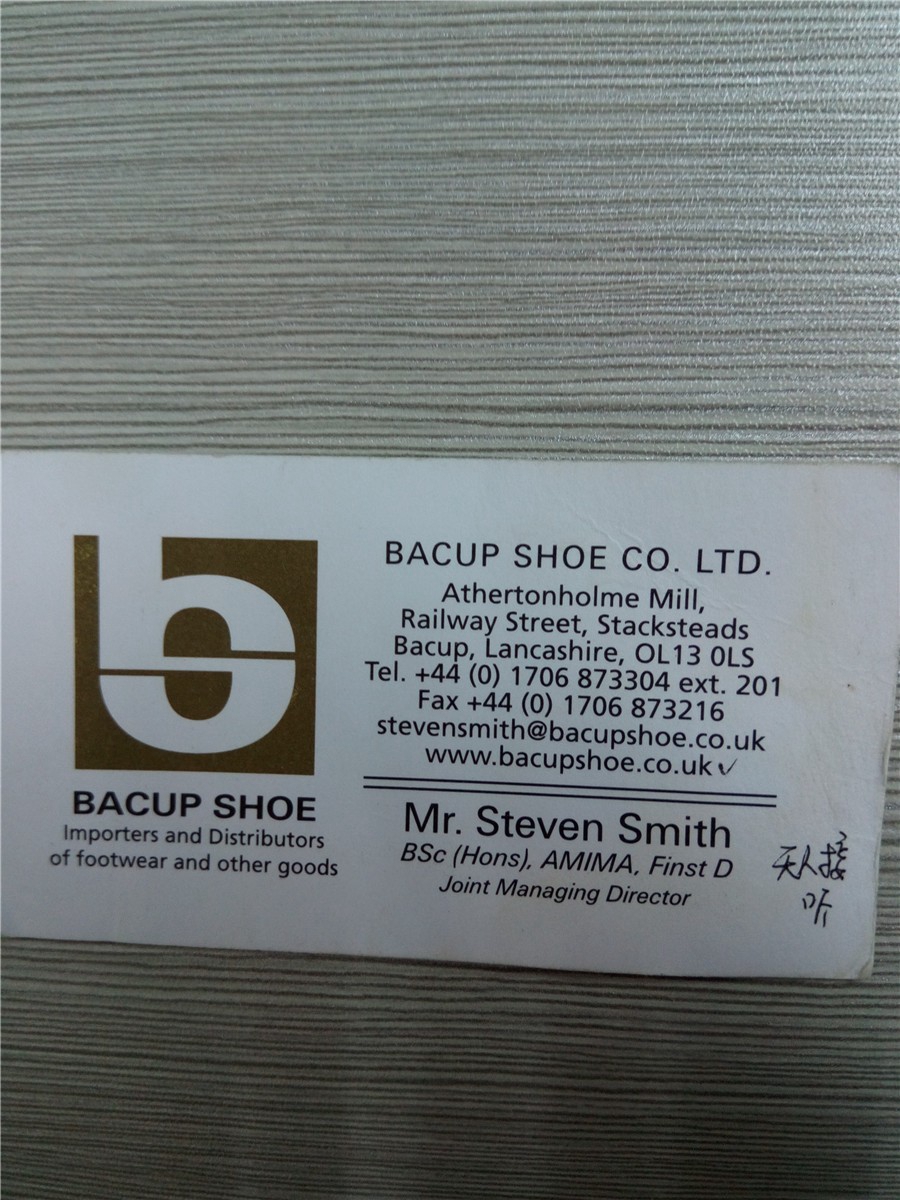 BACUP SHOE
Importers and Distributors
of footwear and other goods
BACUP SHOE CO. LTD.
Athertonholme Mill,
Railway Street, Stacksteads
Bacup, Lancashire, OL13 0LS
Tel. +44 (0) 1706 873304 ext. 201
Fax +44 (0) 1706 873216
stevensmith@bacupshoe.co.uk
www.bacupshoe.co.uk ✓
Mr. Steven Smith
BSc (Hons), AMIMA, Finst D
Joint Managing Director
无人接
听